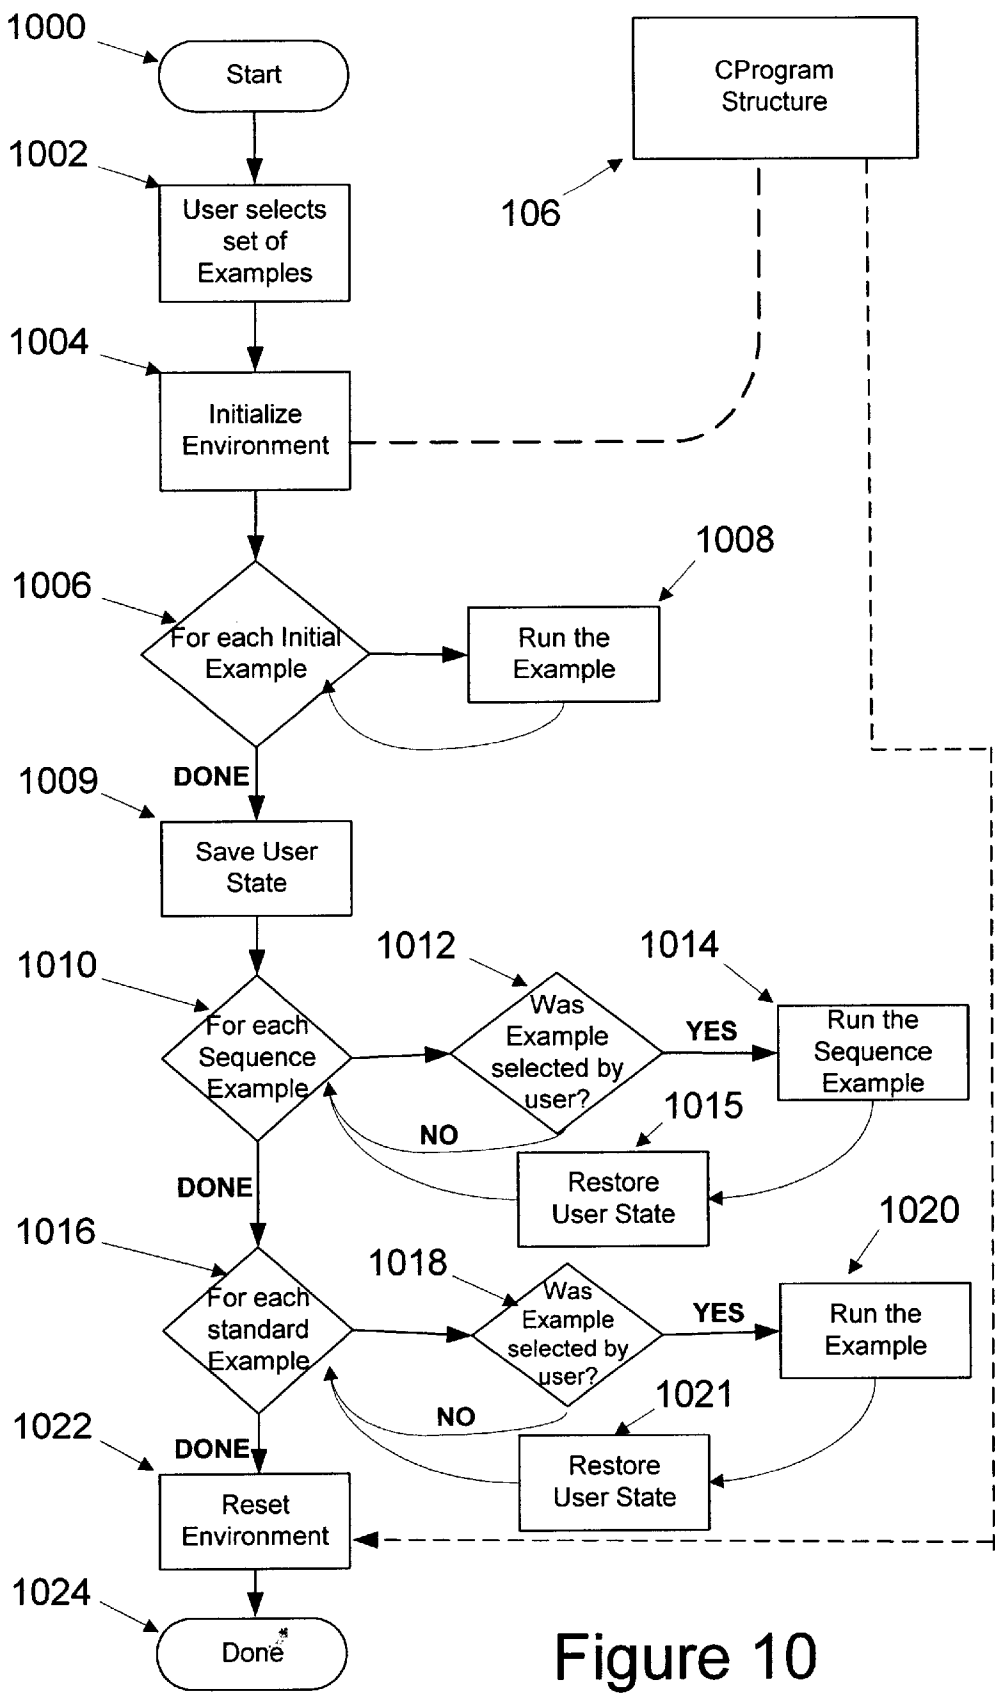 1000
Start
CProgram
Structure
106
1002
User selects
set of
Examples
1004
Initialize
Environment
1006
For each Initial
Example
1008
Run the
Example
DONE
1009
Save User
State
1010
For each
Sequence
Example
1012
Was
Example
selected by
user?
YES
1014
Run the
Sequence
Example
NO
1015
Restore
User State
DONE
1016
For each
standard
Example
1018
Was
Example
selected by
user?
YES
1020
Run the
Example
NO
1021
Restore
User State
DONE
1022
Reset
Environment
1024
Done
Figure 10